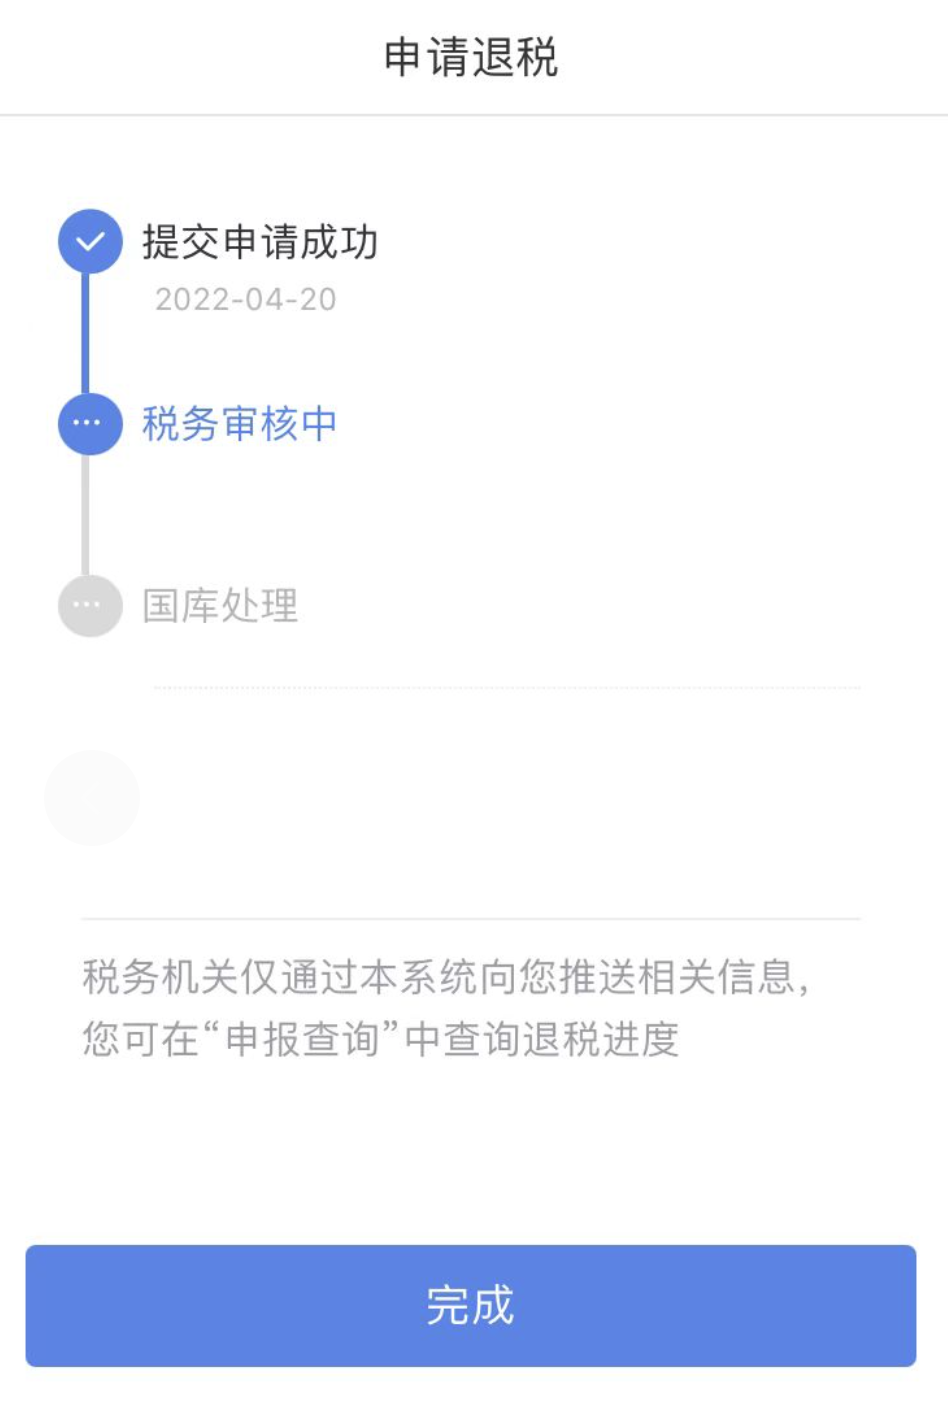 申请退税
提交申请成功
2022-04-20
税务审核中
国库处理
税务机关仅通过本系统向您推送相关信息，
您可在“申报查询”中查询退税进度
完成